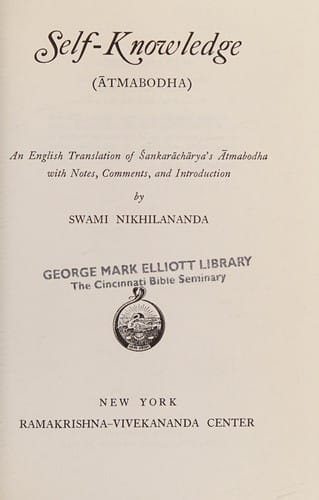 Self-Knowledge
(ĀTMABODHA)
An English Translation of Śankarāchārya's Ātmabodha
with Notes, Comments, and Introduction
by
SWAMI NIKHILANANDA
GEORGE MARK ELLIOTT LIBRARY
The Cincinnati Bible Seminary
NEW YORK
RAMAKRISHNA–VIVEKANANDA CENTER